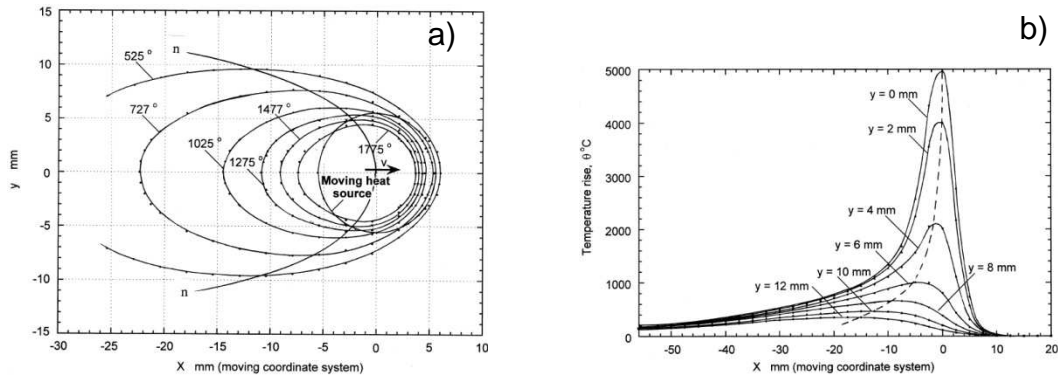 a)
15
10
5
0
-5
-10
-15
y mm
-30 -25 -20 -15 -10 -5 0 5 10
X mm (moving coordinate system)
n
525 °
727 °
1025 °
1275 °
1477 °
1775 °
v
Moving heat
source
n
b)
5000
4000
3000
2000
1000
0
Temperature rise, θ °C
-50 -40 -30 -20 -10 0 10 20
X mm (moving coordinate system)
y = 0 mm
y = 2 mm
y = 4 mm
y = 6 mm
y = 8 mm
y = 10 mm
y = 12 mm